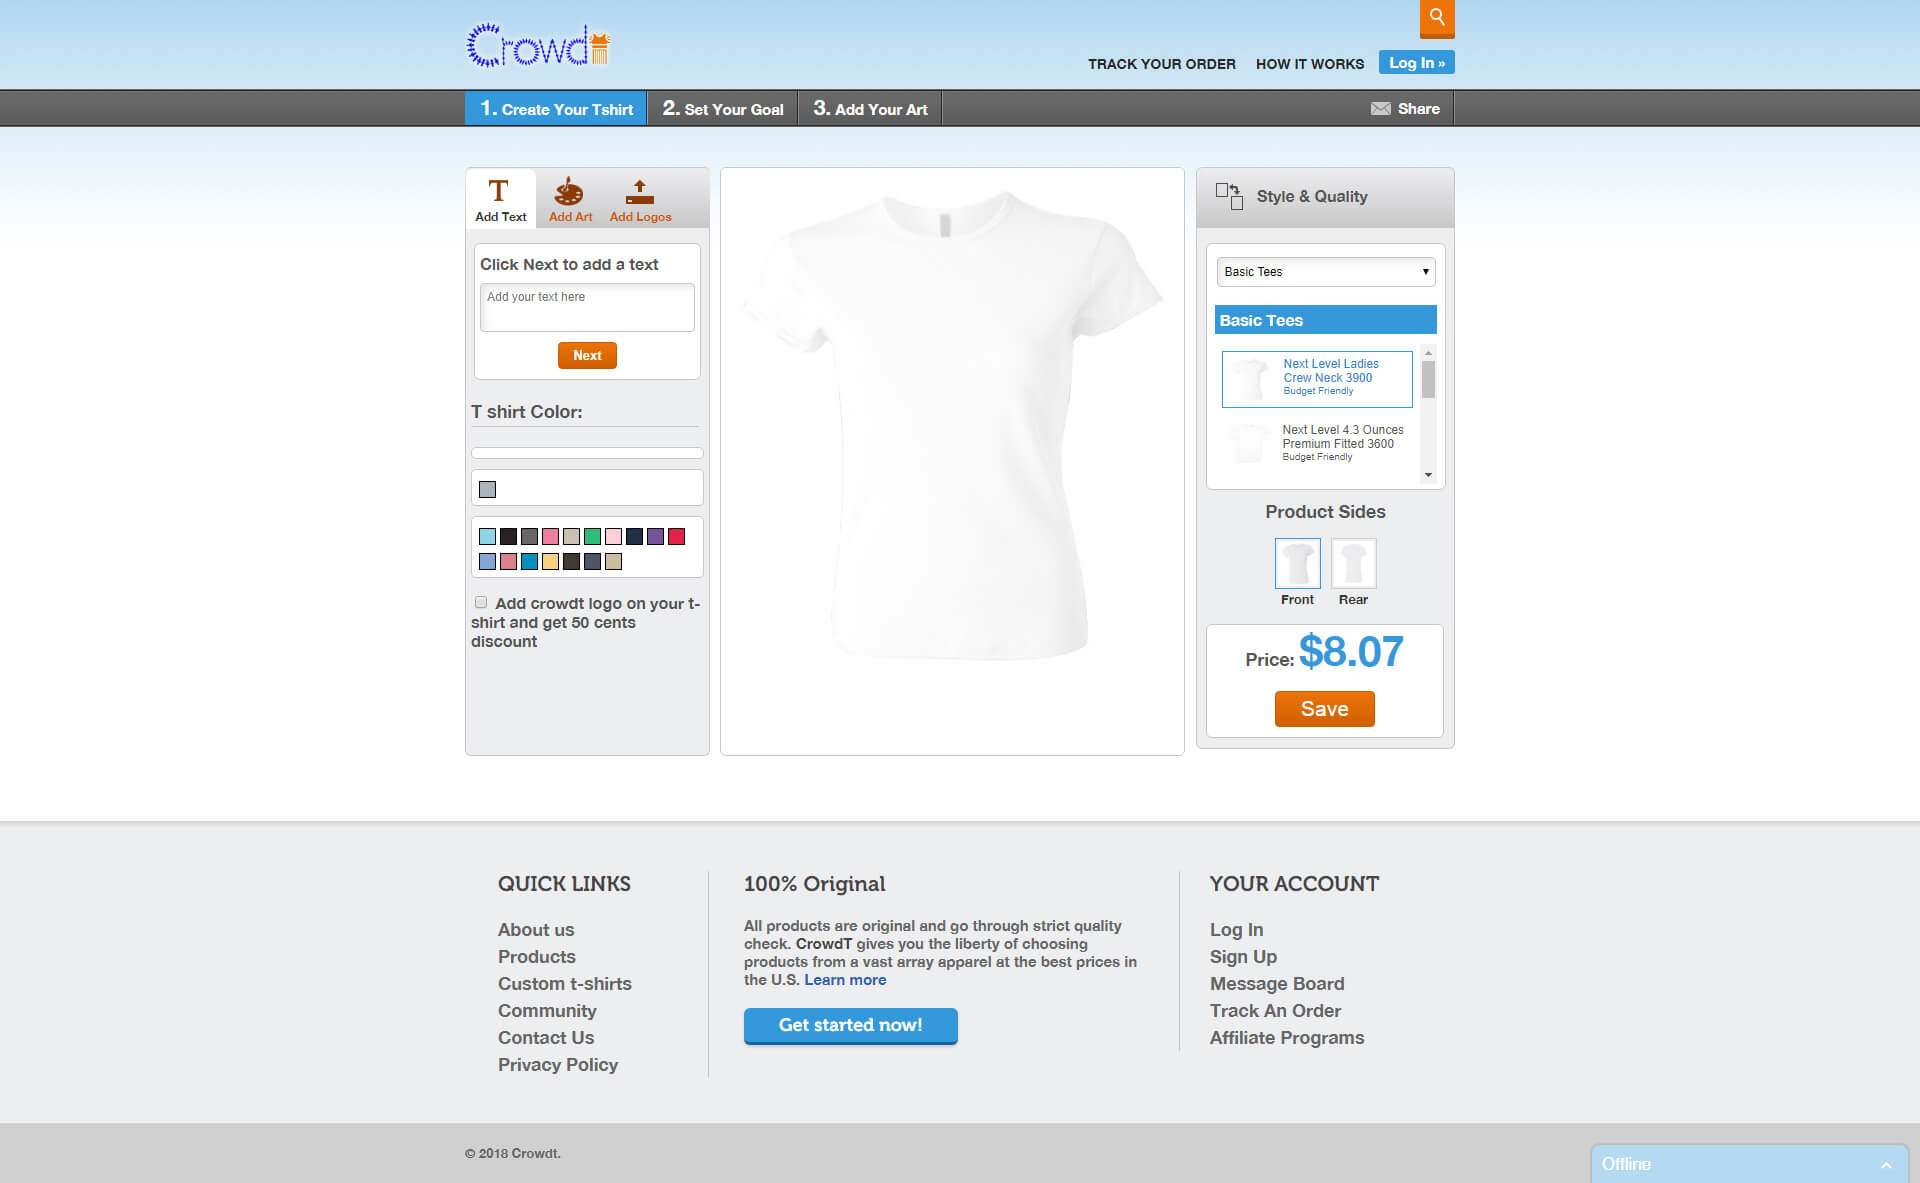 Crowdt
TRACK YOUR ORDER
HOW IT WORKS
Log In »
1. Create Your Tshirt
2. Set Your Goal
3. Add Your Art
Share
T
Add Text
Add Art
Add Logos
Click Next to add a text
Add your text here
Next
T shirt Color:
Add crowdt logo on your t-
shirt and get 50 cents
discount
Style & Quality
Basic Tees
Basic Tees
Next Level Ladies
Crew Neck 3900
Budget Friendly
Next Level 4.3 Ounces
Premium Fitted 3600
Budget Friendly
Product Sides
Front
Rear
Price: $8.07
Save
QUICK LINKS
About us
Products
Custom t-shirts
Community
Contact Us
Privacy Policy
100% Original
All products are original and go through strict quality
check. CrowdT gives you the liberty of choosing
products from a vast array apparel at the best prices in
the U.S. Learn more
Get started now!
YOUR ACCOUNT
Log In
Sign Up
Message Board
Track An Order
Affiliate Programs
© 2018 Crowdt.
Offline